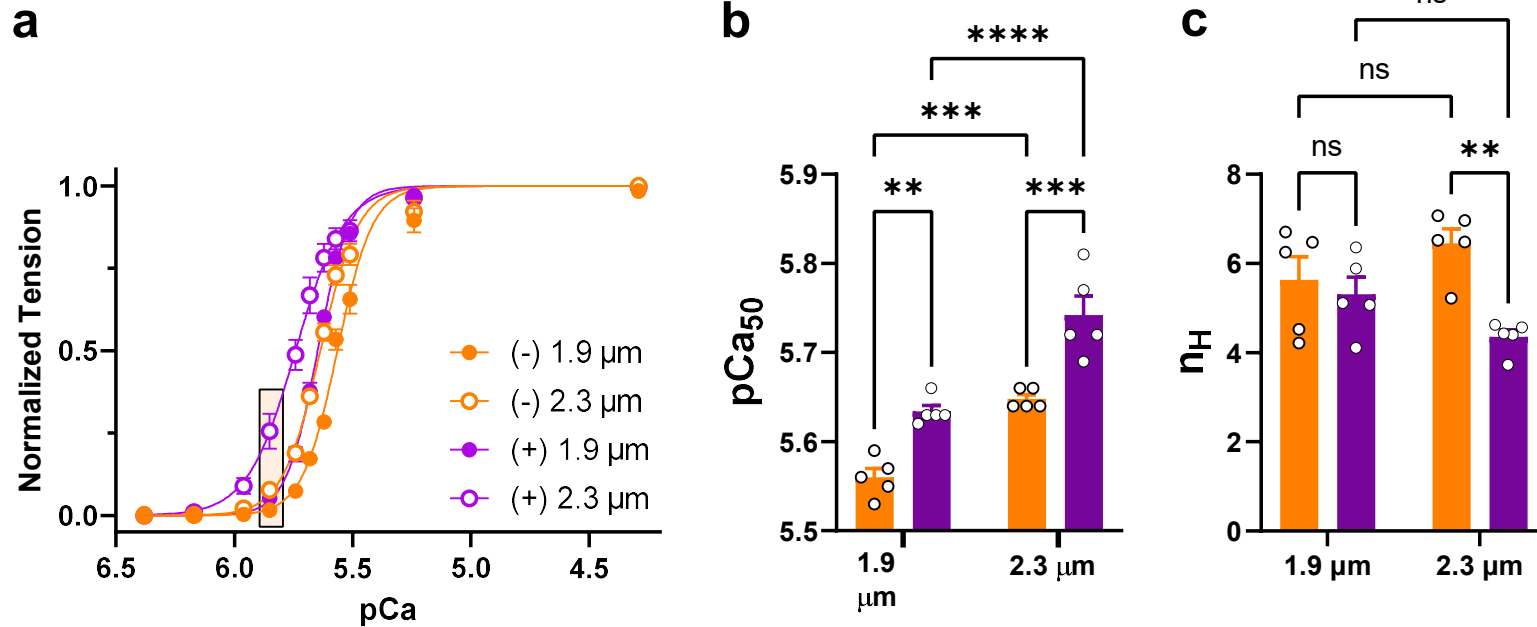 a
Normalized Tension
1.0
0.5
0.0
6.5 6.0 5.5 5.0 4.5
pCa
(-) 1.9 µm
(-) 2.3 µm
(+) 1.9 µm
(+) 2.3 µm
b
****
***
** ***
pCa50
5.9
5.8
5.7
5.6
5.5
1.9 µm
2.3 µm
c
ns
ns
ns **
nH
8
6
4
2
0
1.9 µm 2.3 µm